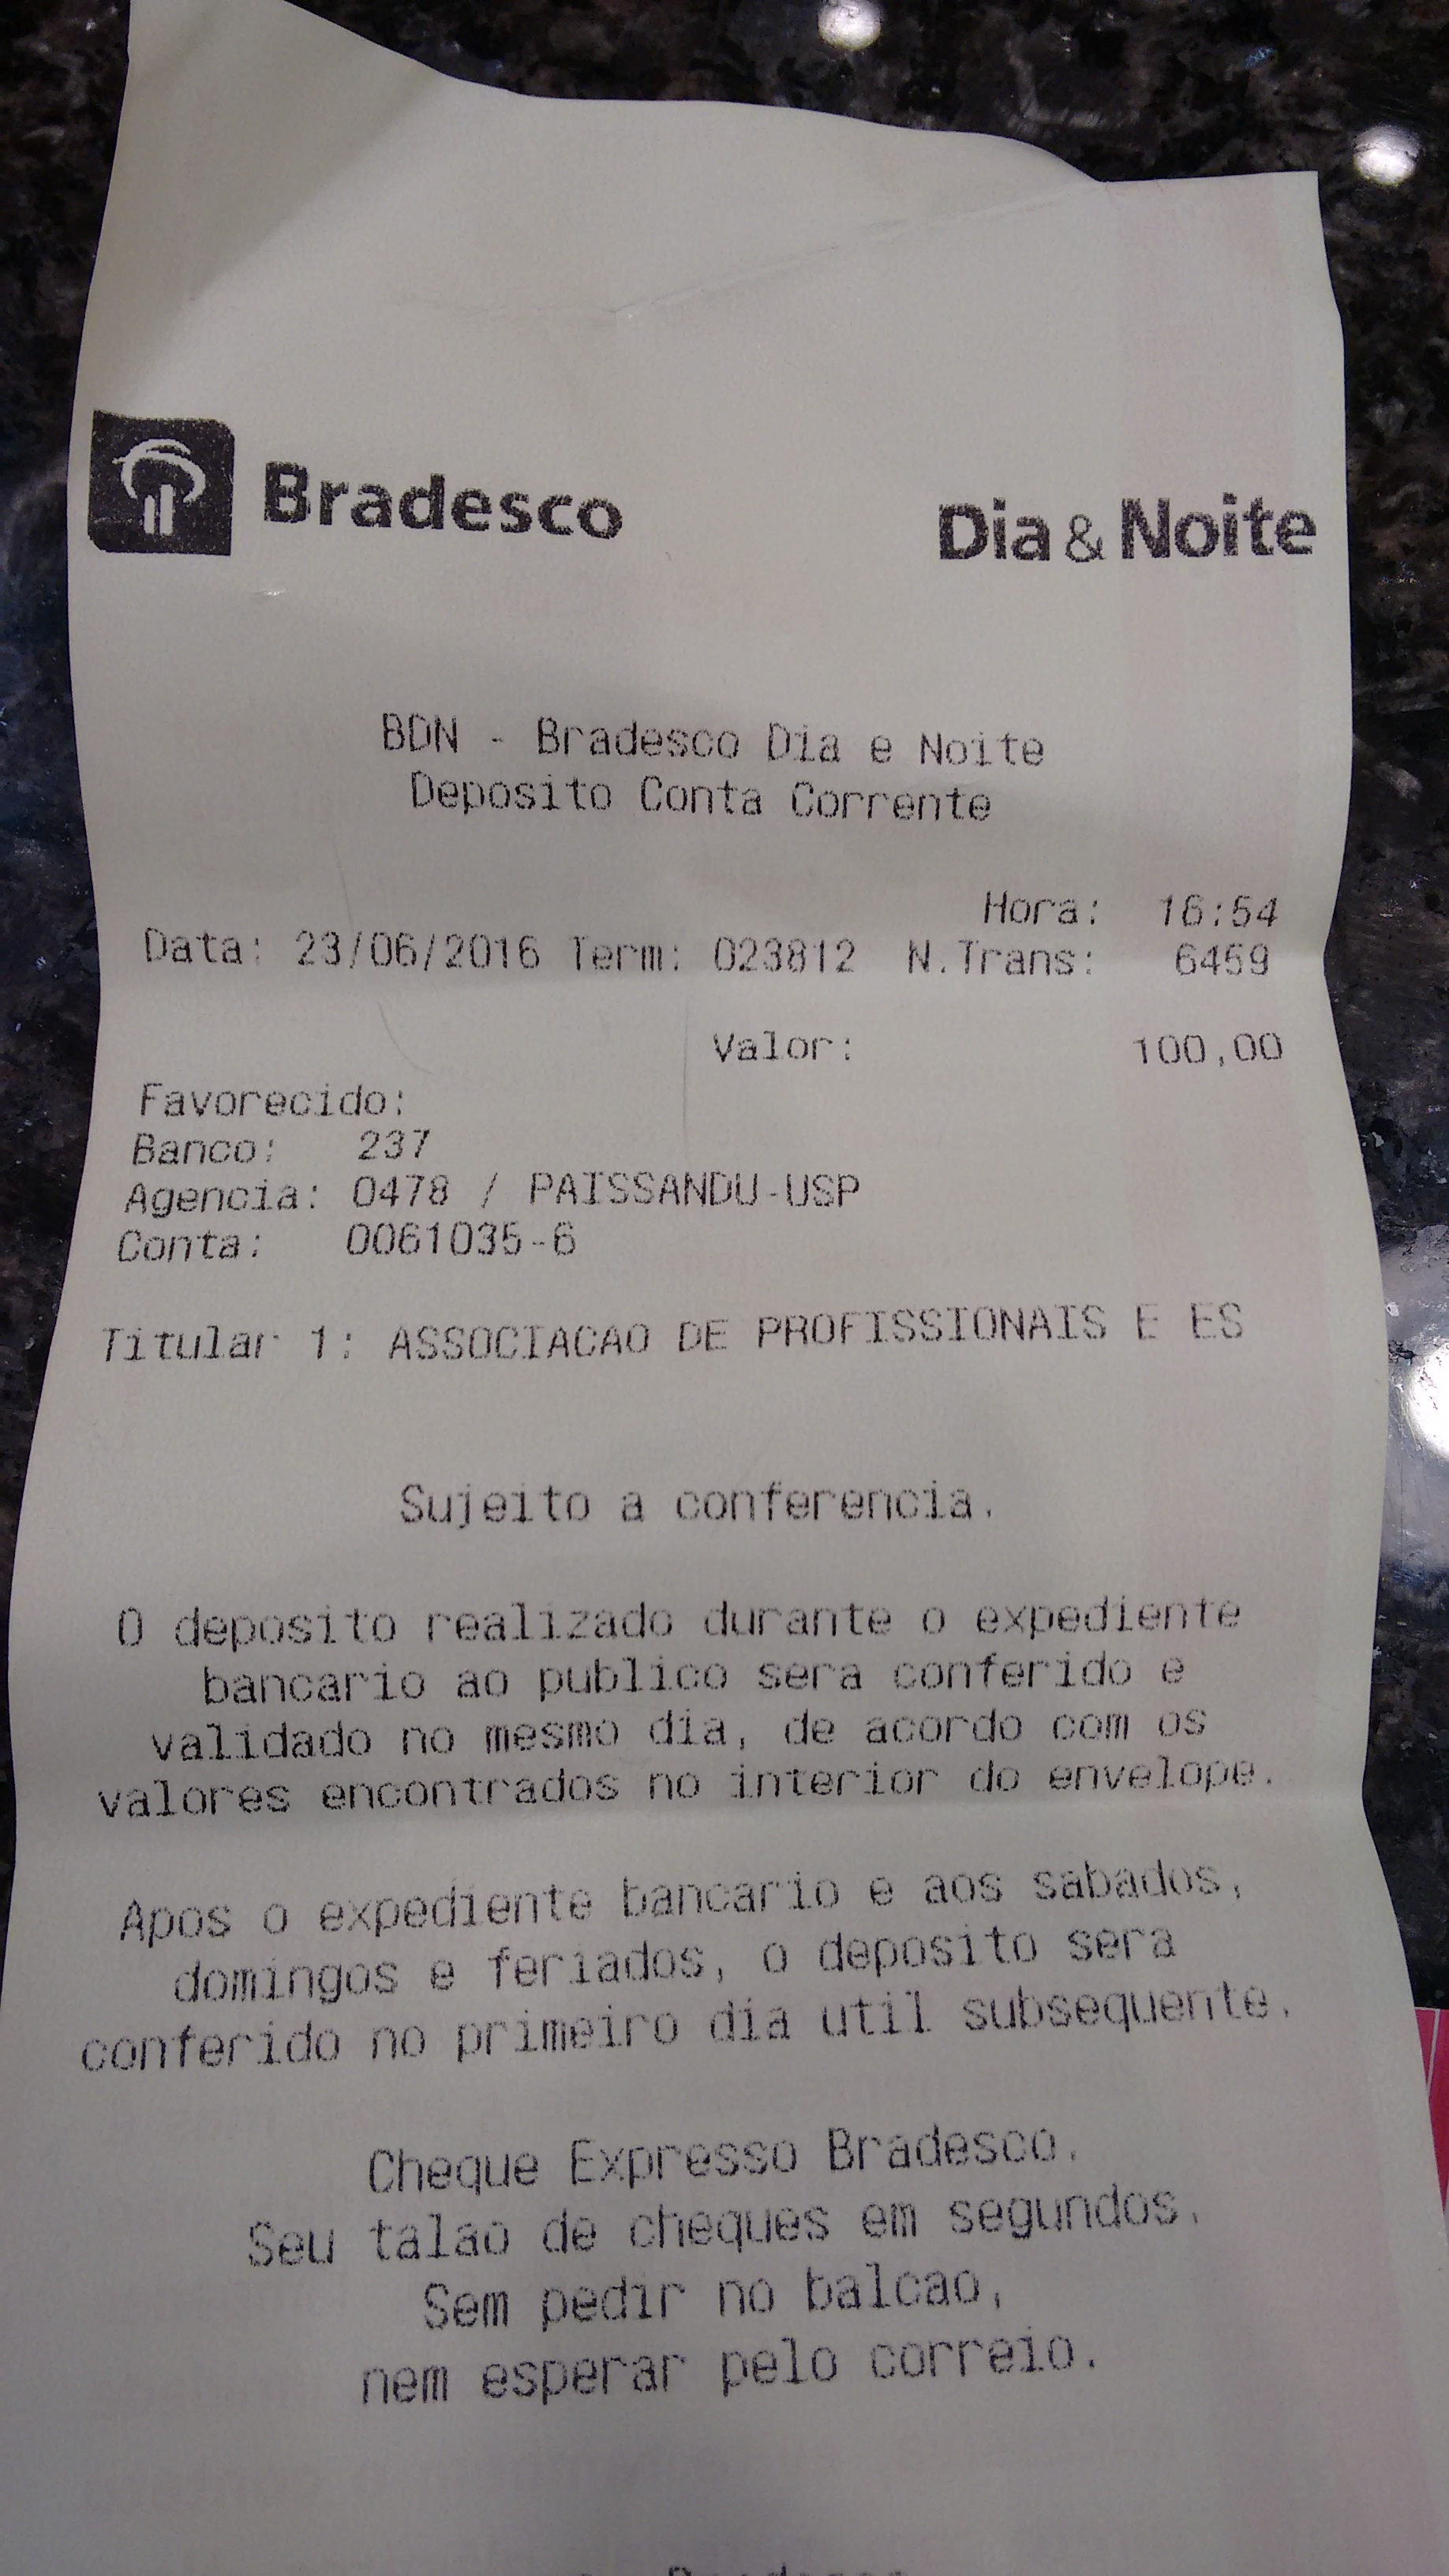 Bradesco Dia & Noite
BDN - Bradesco Dia e Noite
Deposito Conta Corrente
Hora: 16:54
Data: 23/06/2016 Term: 023812 N.Trans: 6459
Valor: 100,00
Favorecido:
Banco: 237
Agencia: 0478 / PAISSANDU-USP
Conta: 0061035-6
Titular 1: ASSOCIACAO DE PROFISSIONAIS E ES
Sujeito a conferencia.
O deposito realizado durante o expediente
bancario ao publico sera conferido e
validado no mesmo dia, de acordo com os
valores encontrados no interior do envelope.
Apos o expediente bancario e aos sabados,
domingos e feriados, o deposito sera
conferido no primeiro dia util subsequente.
Cheque Expresso Bradesco.
Seu talao de cheques em segundos.
Sem pedir no balcao,
nem esperar pelo correio.